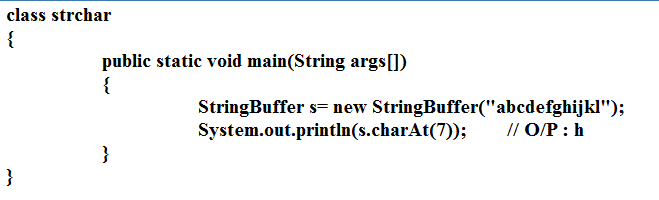 class strchar
{
public static void main(String args[])
{
StringBuffer s= new StringBuffer("abcdefghijkl");
System.out.println(s.charAt(7)); // O/P : h
}
}